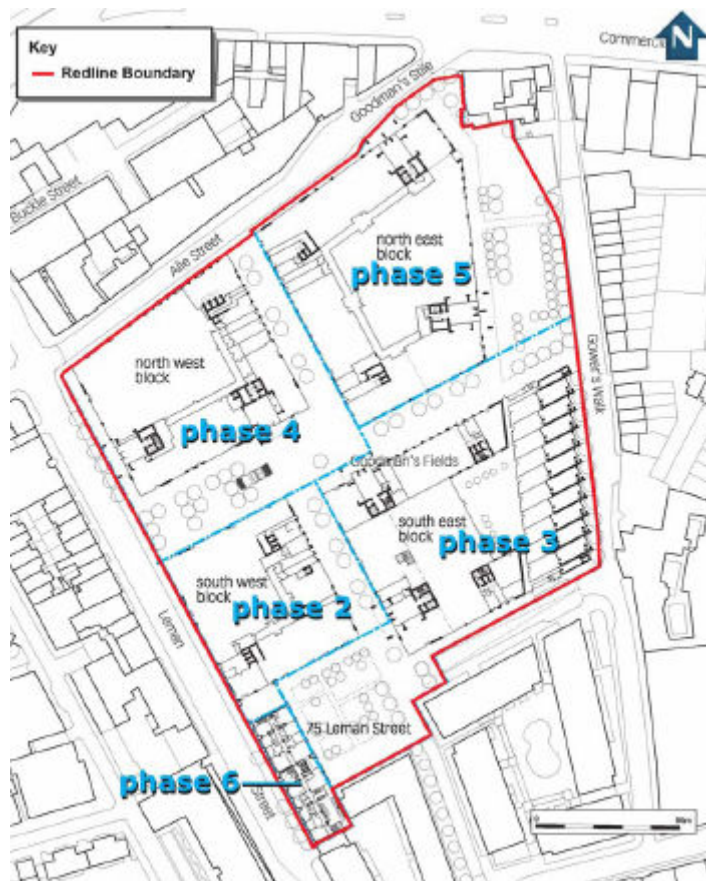 Key
Redline Boundary
N
Goodman's Stile
Buckle Street
Alie Street
north east
block
phase 5
north west
block
phase 4
Gower's Walk
Goodman's Fields
south east
block
phase 3
south west
block
phase 2
Leman
Street
75 Leman Street
phase 6
0